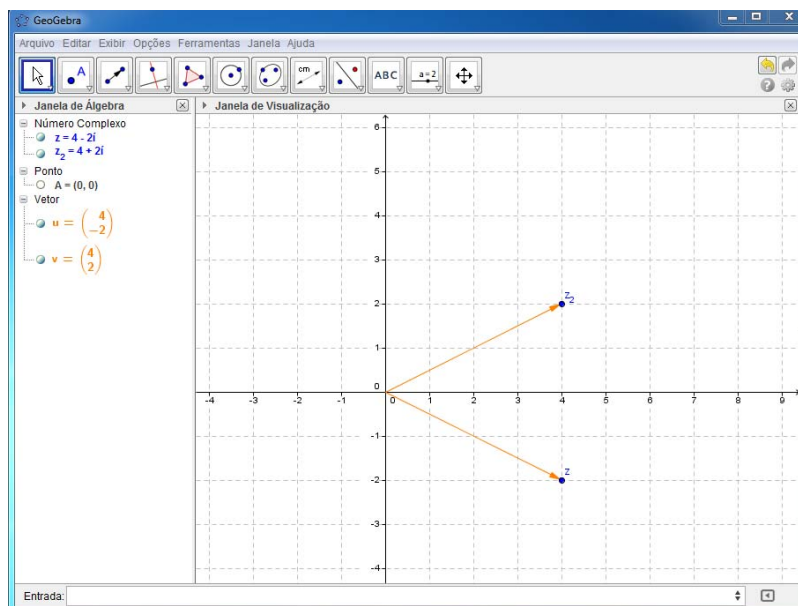 GeoGebra
Arquivo Editar Exibir Opções Ferramentas Janela Ajuda
A
cm
ABC
a=2
Janela de Álgebra
Janela de Visualização
Número Complexo
z = 4 - 2í
z₂ = 4 + 2í
Ponto
A = (0, 0)
Vetor
u = (4
-2)
v = (4
2)
6
5
4
3
2
1
0
-4 -3 -2 -1 0 1 2 3 4 5 6 7 8 9
-1
-2
-3
-4
z₂
z
Entrada: